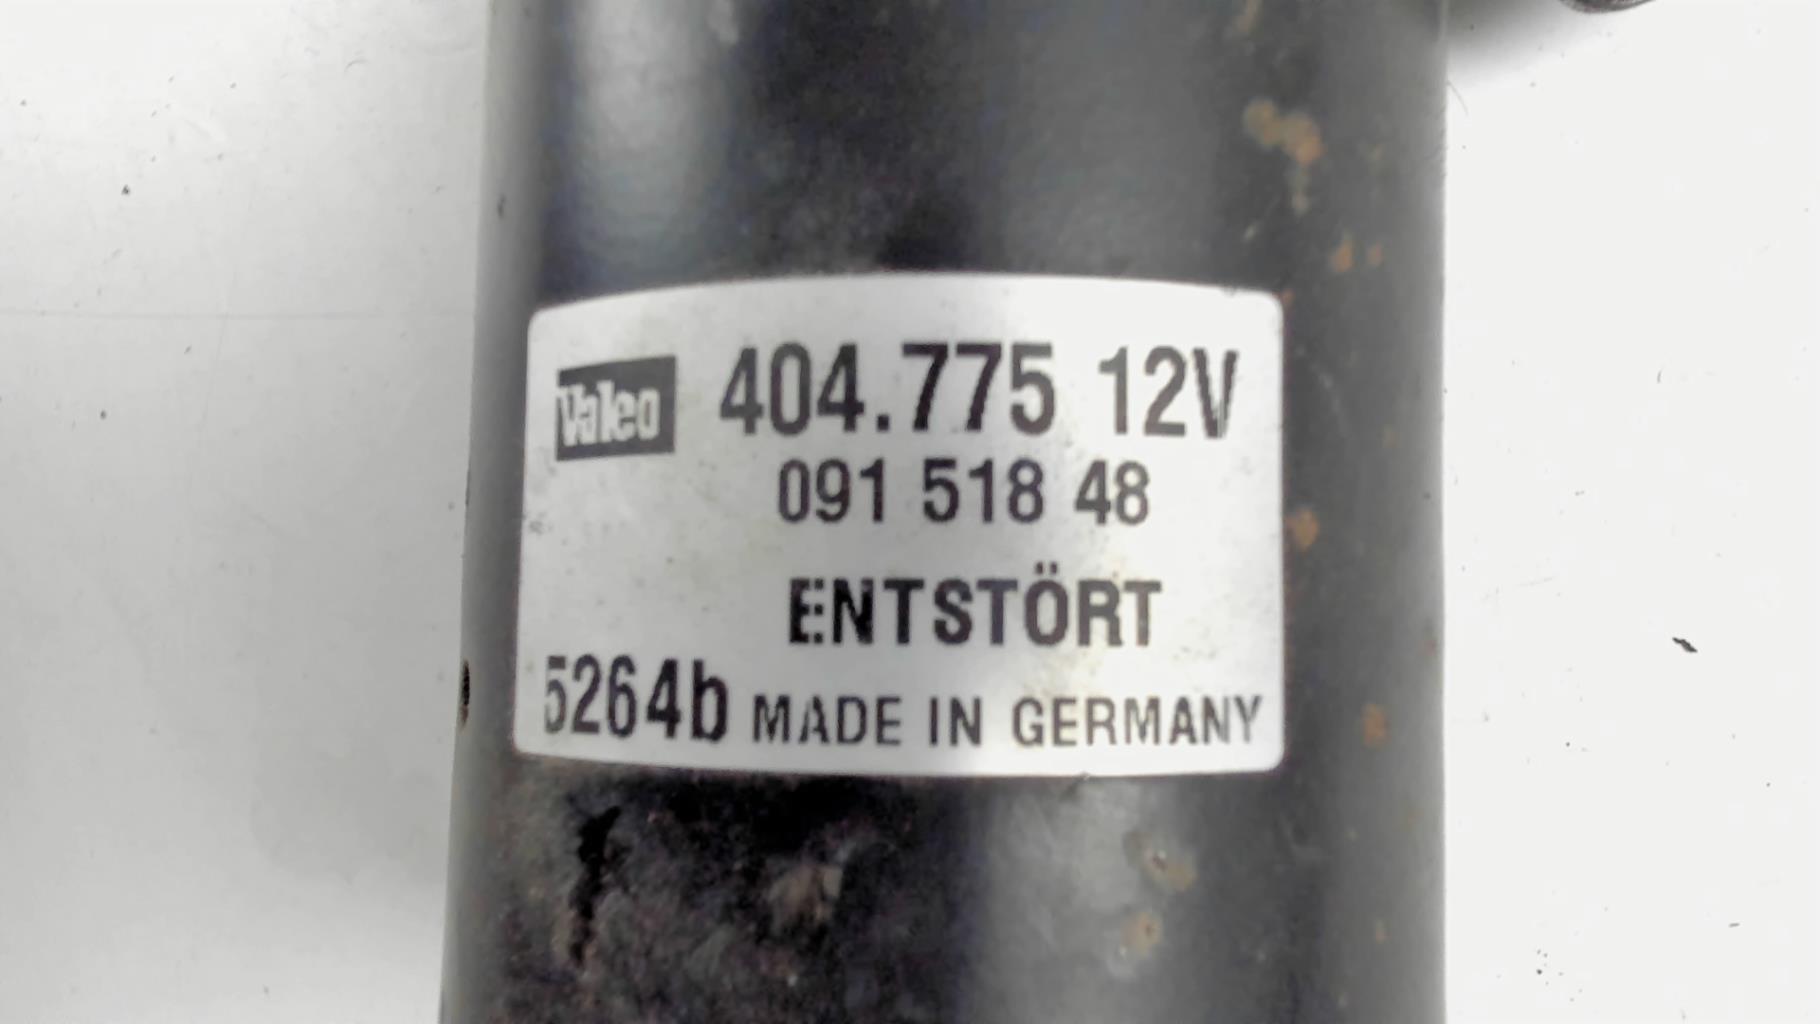 Valeo 404.775 12V
091 518 48
ENTSTÖRT
5264b MADE IN GERMANY